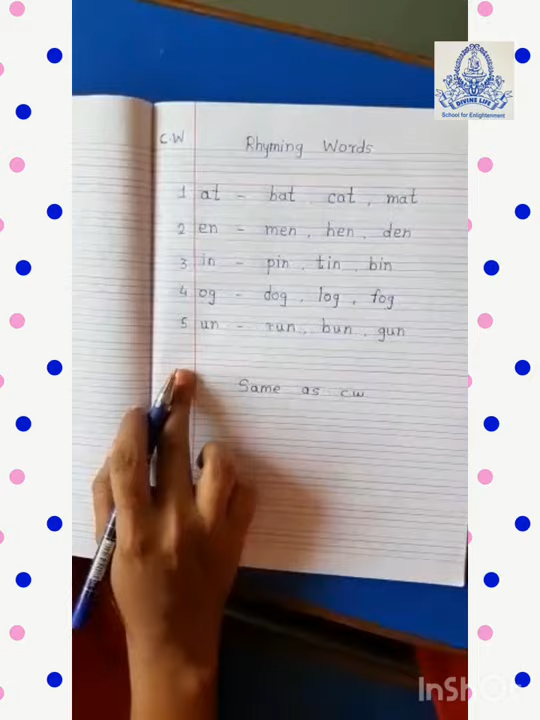 DIVINE LIFE
School for Enlightenment
C.W
Rhyming Words
1 at - bat, cat, mat
2 en - men, hen, den
3 in - pin, tin, bin
4 og - dog, log, fog
5 un - run, bun, gun
Same as cw
InShOt